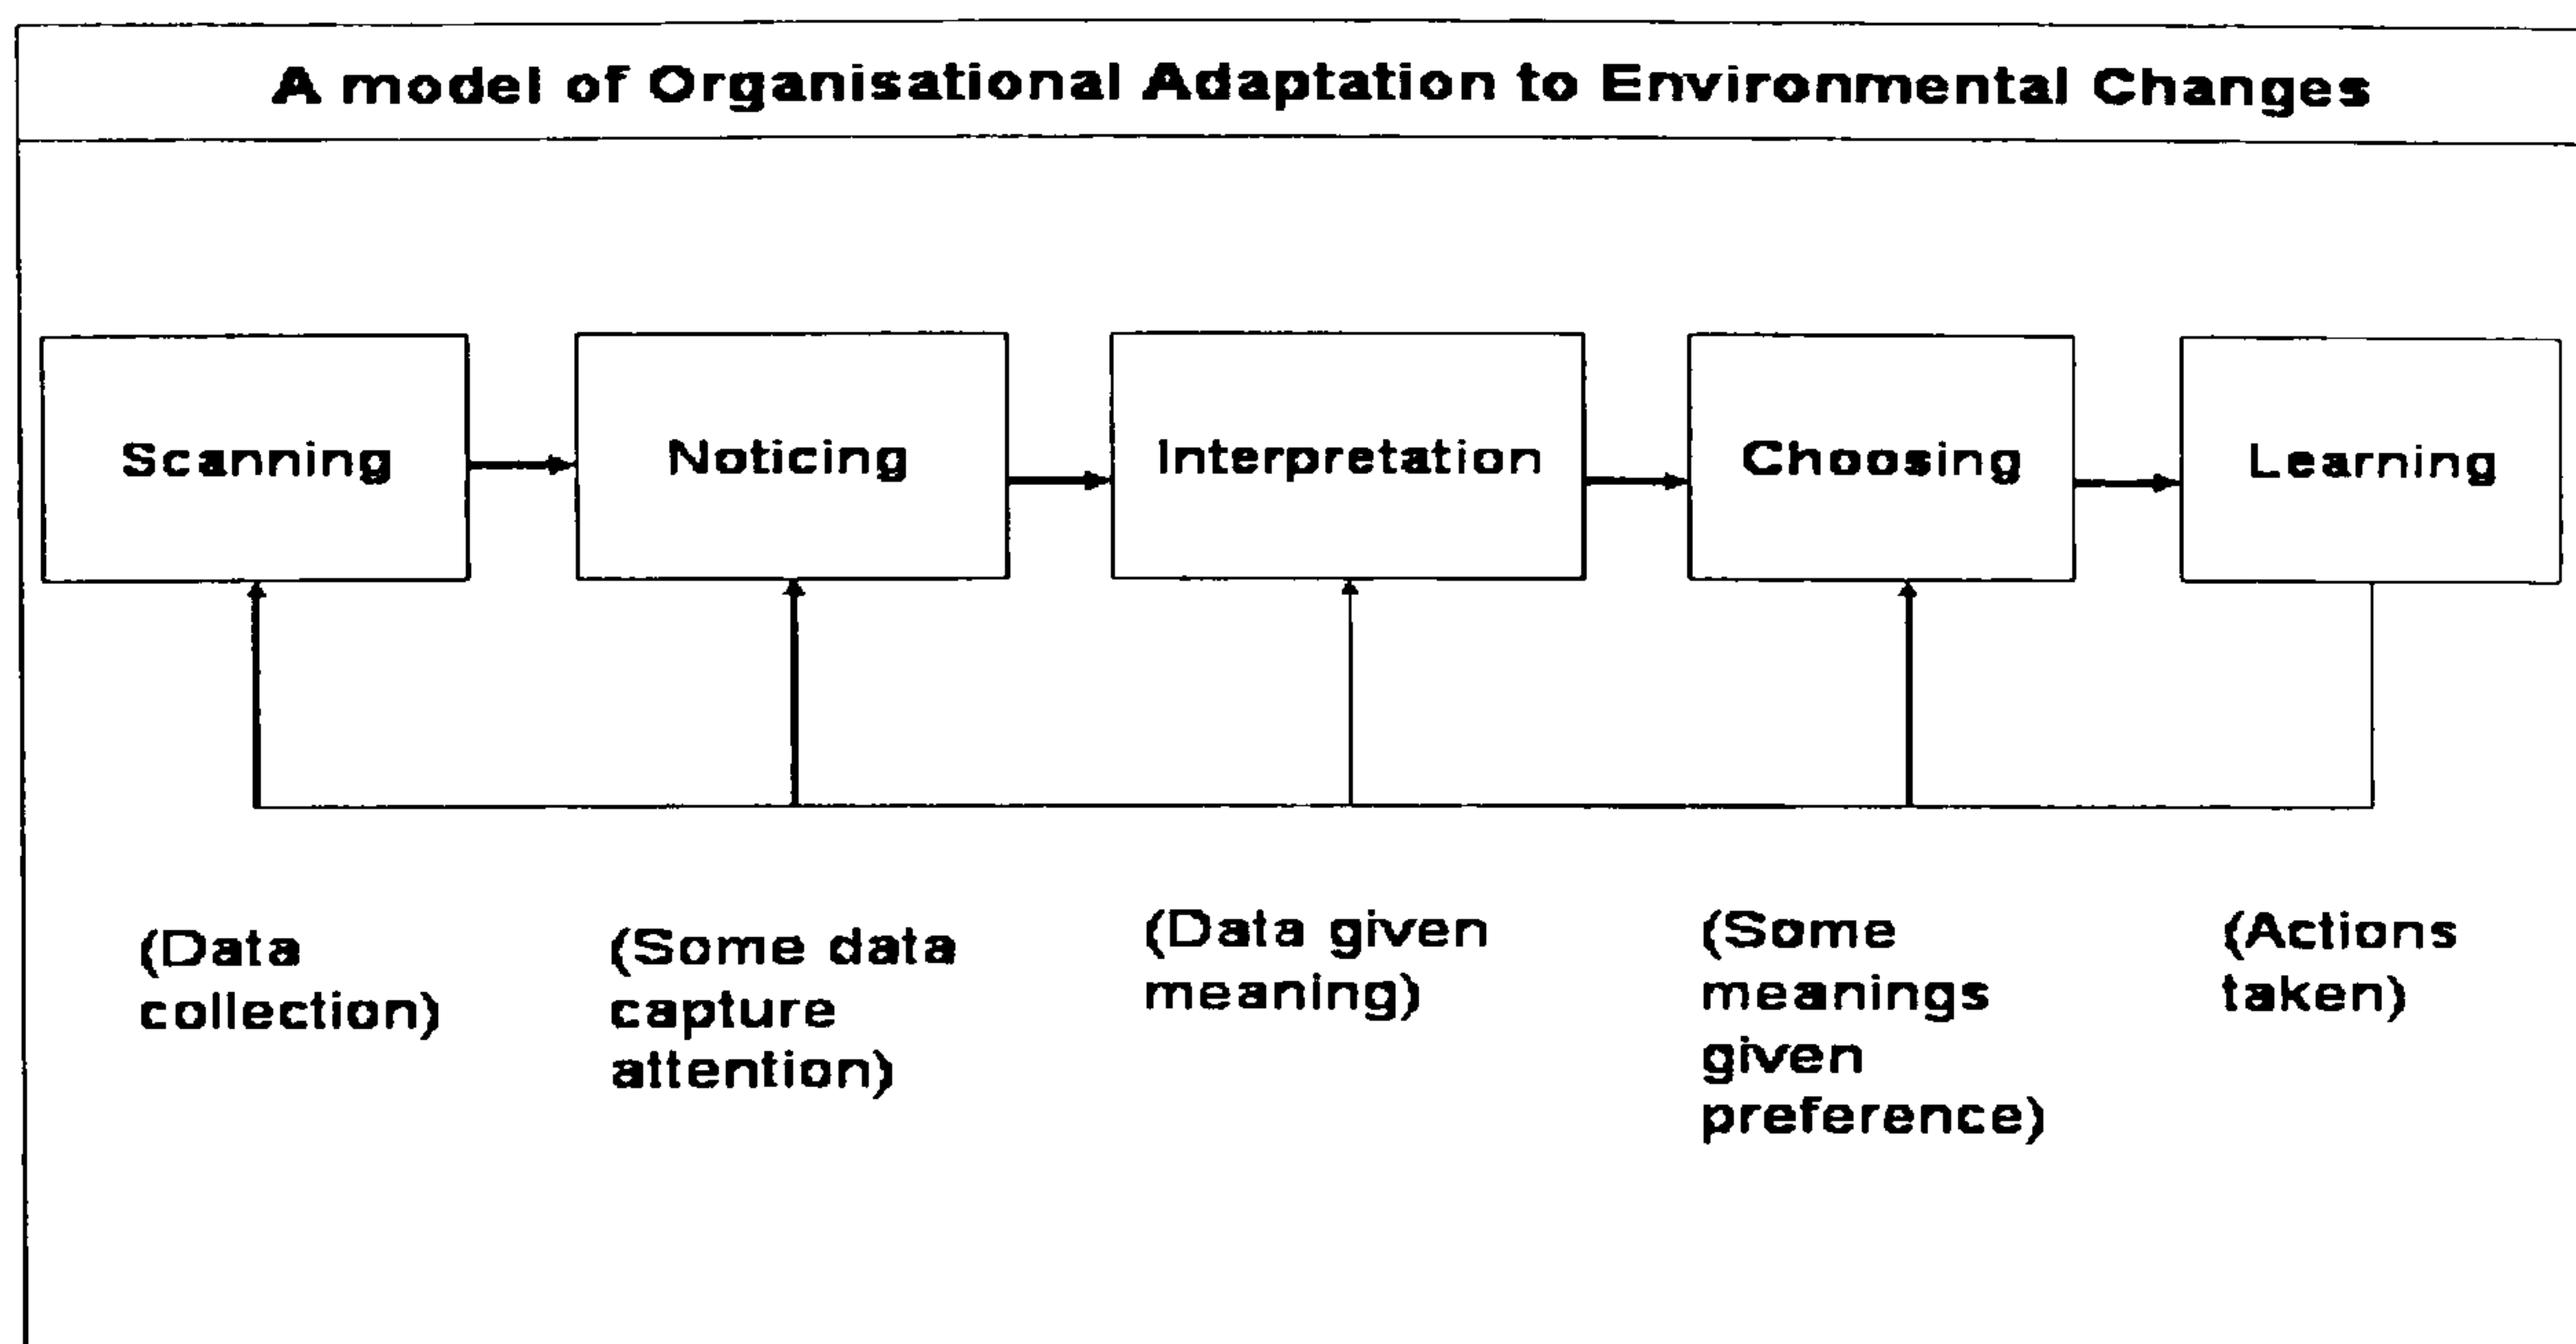 A model of Organisational Adaptation to Environmental Changes
Scanning
Noticing
Interpretation
Choosing
Learning
(Data
collection)
(Some data
capture
attention)
(Data given
meaning)
(Some
meanings
given
preference)
(Actions
taken)